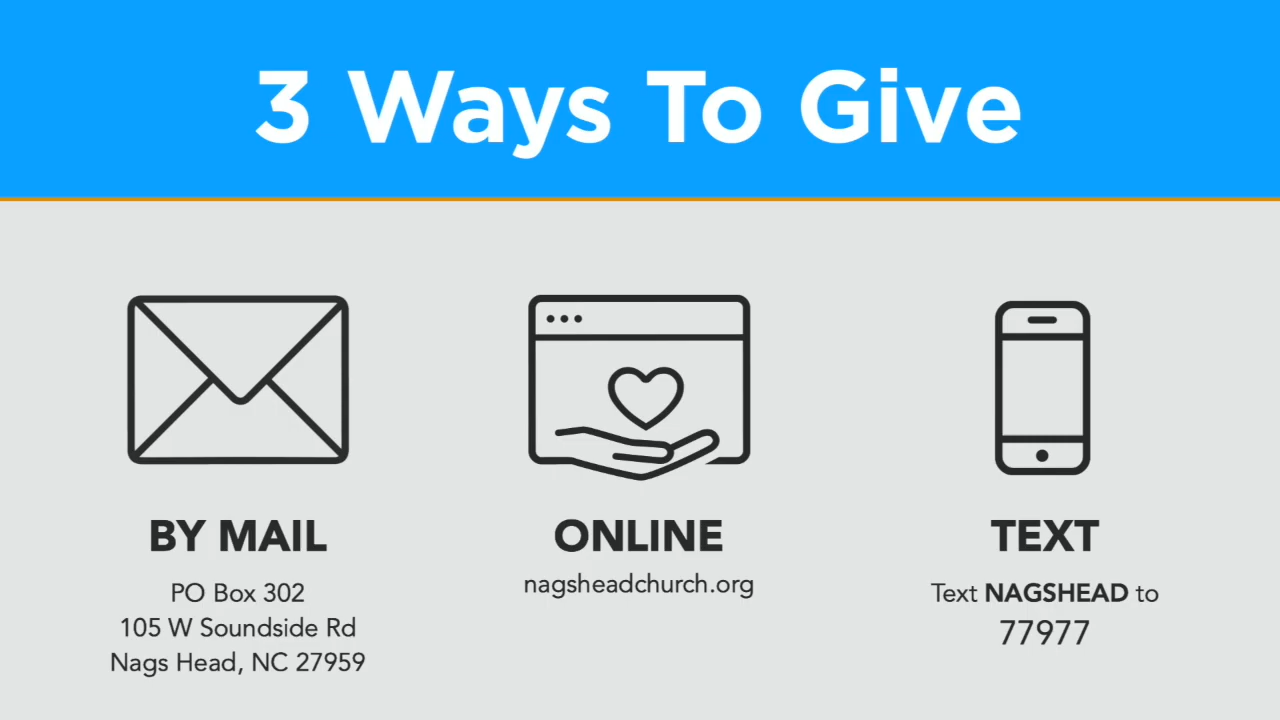 3 Ways To Give
BY MAIL
PO Box 302
105 W Soundside Rd
Nags Head, NC 27959
ONLINE
nagsheadchurch.org
TEXT
Text NAGSHEAD to
77977